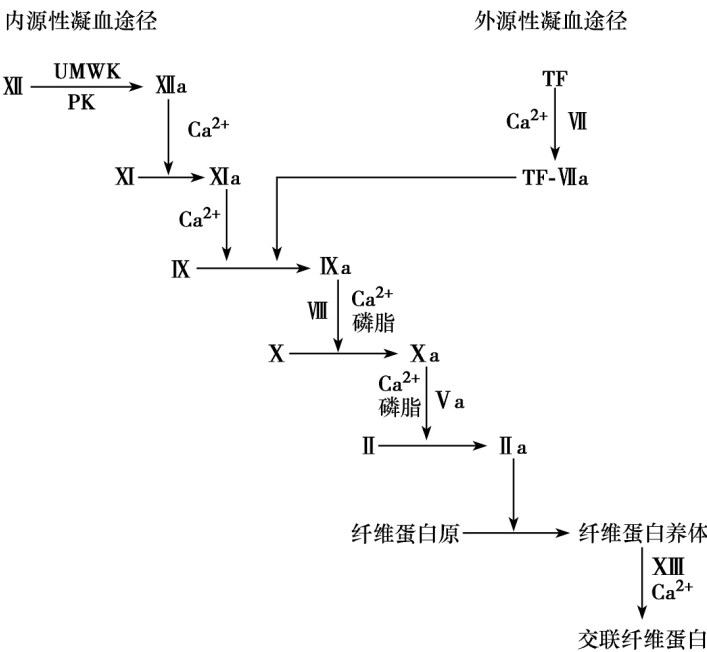 内源性凝血途径
外源性凝血途径
UMWK
TF
Ⅻ
Ⅻa
PK
Ca²⁺
Ⅶ
Ca²⁺
Ⅺ
Ⅺa
TF-Ⅶa
Ca²⁺
Ⅸ
Ⅸa
Ⅷ
Ca²⁺
磷脂
Ⅹ
Ⅹa
Ca²⁺
磷脂
Ⅴa
Ⅱ
Ⅱa
纤维蛋白原
纤维蛋白养体
XⅢ
Ca²⁺
交联纤维蛋白